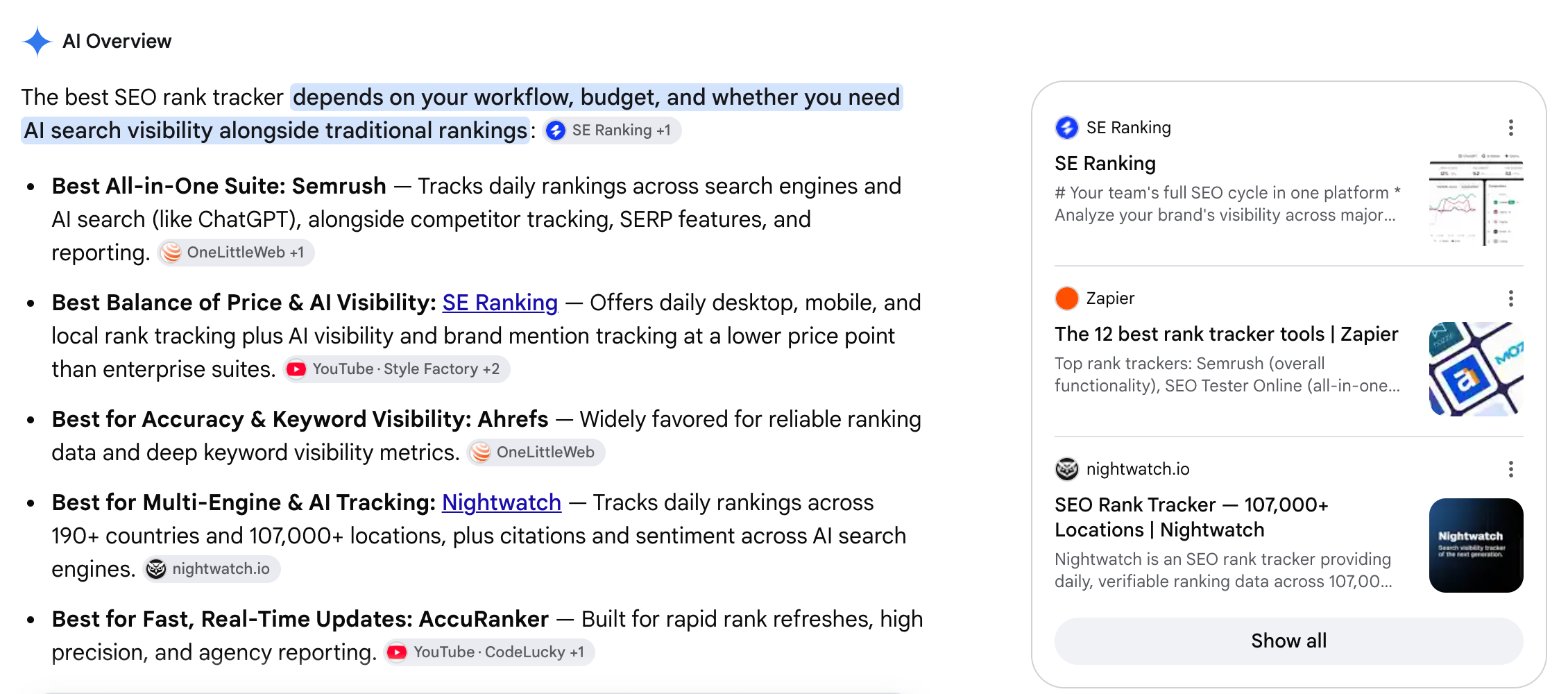 AI Overview
The best SEO rank tracker depends on your workflow, budget, and whether you need
AI search visibility alongside traditional rankings: SE Ranking +1
• Best All-in-One Suite: Semrush — Tracks daily rankings across search engines and
AI search (like ChatGPT), alongside competitor tracking, SERP features, and
reporting. OneLittleWeb +1
• Best Balance of Price & AI Visibility: SE Ranking — Offers daily desktop, mobile, and
local rank tracking plus AI visibility and brand mention tracking at a lower price point
than enterprise suites. YouTube · Style Factory +2
• Best for Accuracy & Keyword Visibility: Ahrefs — Widely favored for reliable ranking
data and deep keyword visibility metrics. OneLittleWeb
• Best for Multi-Engine & AI Tracking: Nightwatch — Tracks daily rankings across
190+ countries and 107,000+ locations, plus citations and sentiment across AI search
engines. nightwatch.io
• Best for Fast, Real-Time Updates: AccuRanker — Built for rapid rank refreshes, high
precision, and agency reporting. YouTube · CodeLucky +1
SE Ranking
SE Ranking
# Your team's full SEO cycle in one platform *
Analyze your brand's visibility across major...
Zapier
The 12 best rank tracker tools | Zapier
Top rank trackers: Semrush (overall
functionality), SEO Tester Online (all-in-one...
nightwatch.io
SEO Rank Tracker — 107,000+
Locations | Nightwatch
Nightwatch is an SEO rank tracker providing
daily, verifiable ranking data across 107,00...
Nightwatch
Search visibility tracker
of the next generation.
Show all